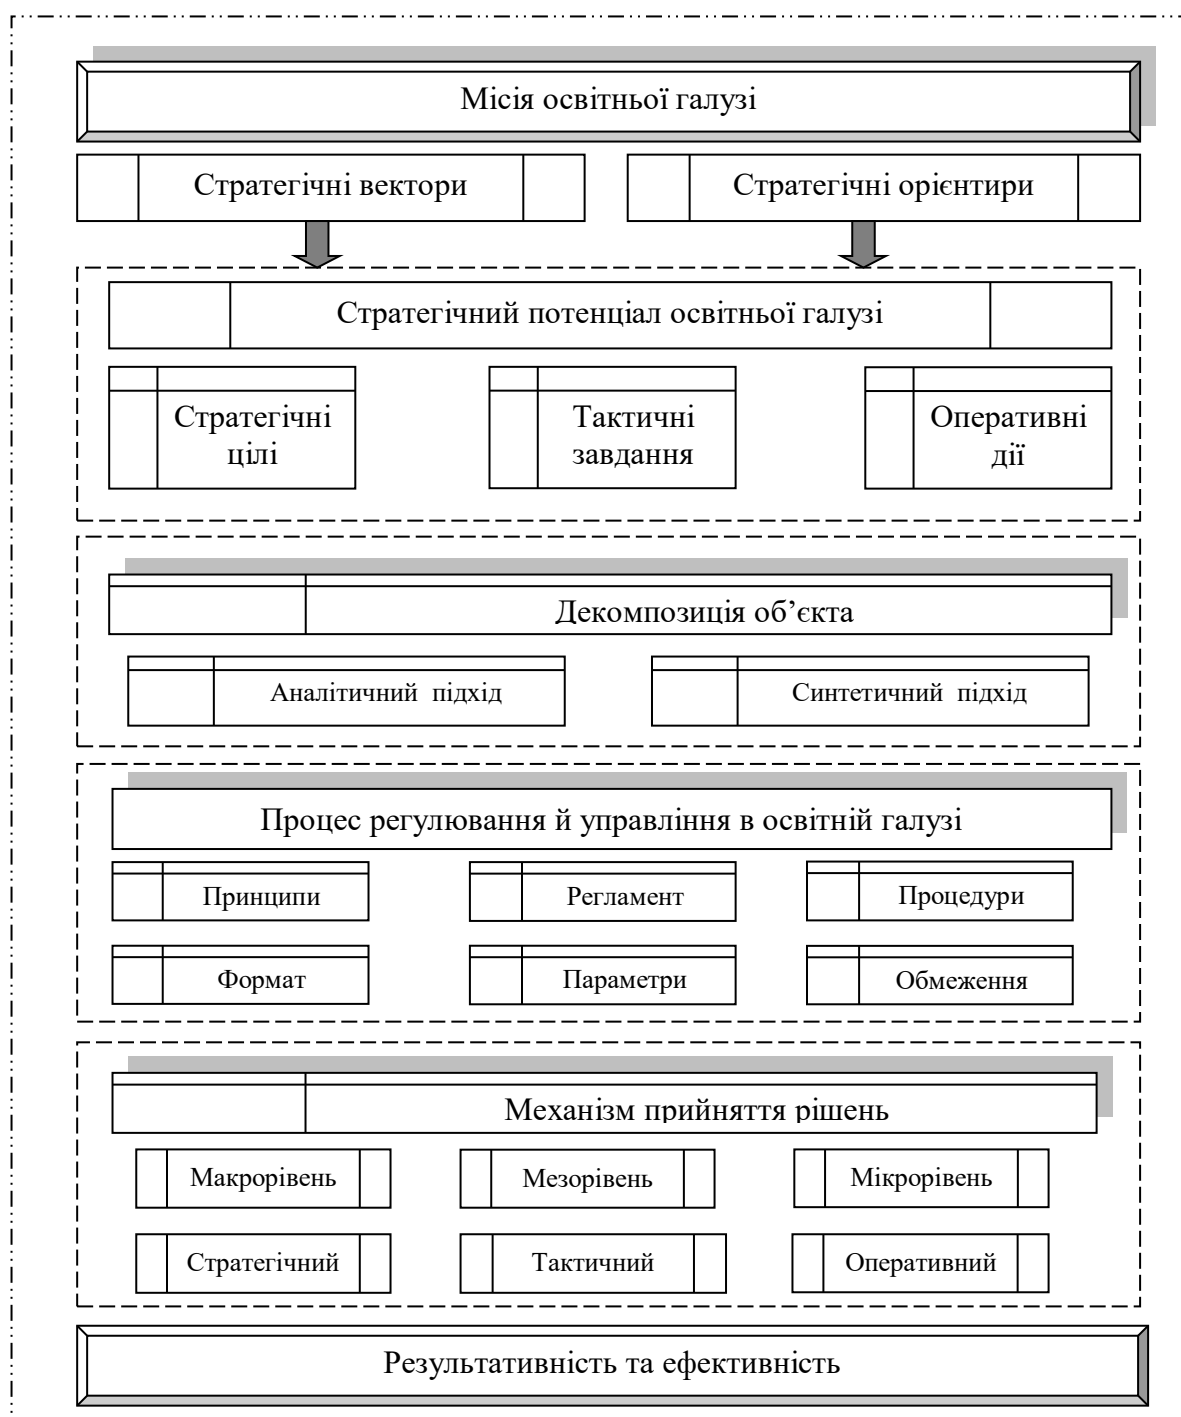 Місія освітньої галузі
Стратегічні вектори
Стратегічні орієнтири
Стратегічний потенціал освітньої галузі
Стратегічні
цілі
Тактичні
завдання
Оперативні
дії
Декомпозиція об’єкта
Аналітичний підхід
Синтетичний підхід
Процес регулювання й управління в освітній галузі
Принципи
Регламент
Процедури
Формат
Параметри
Обмеження
Механізм прийняття рішень
Макрорівень
Мезорівень
Мікрорівень
Стратегічний
Тактичний
Оперативний
Результативність та ефективність